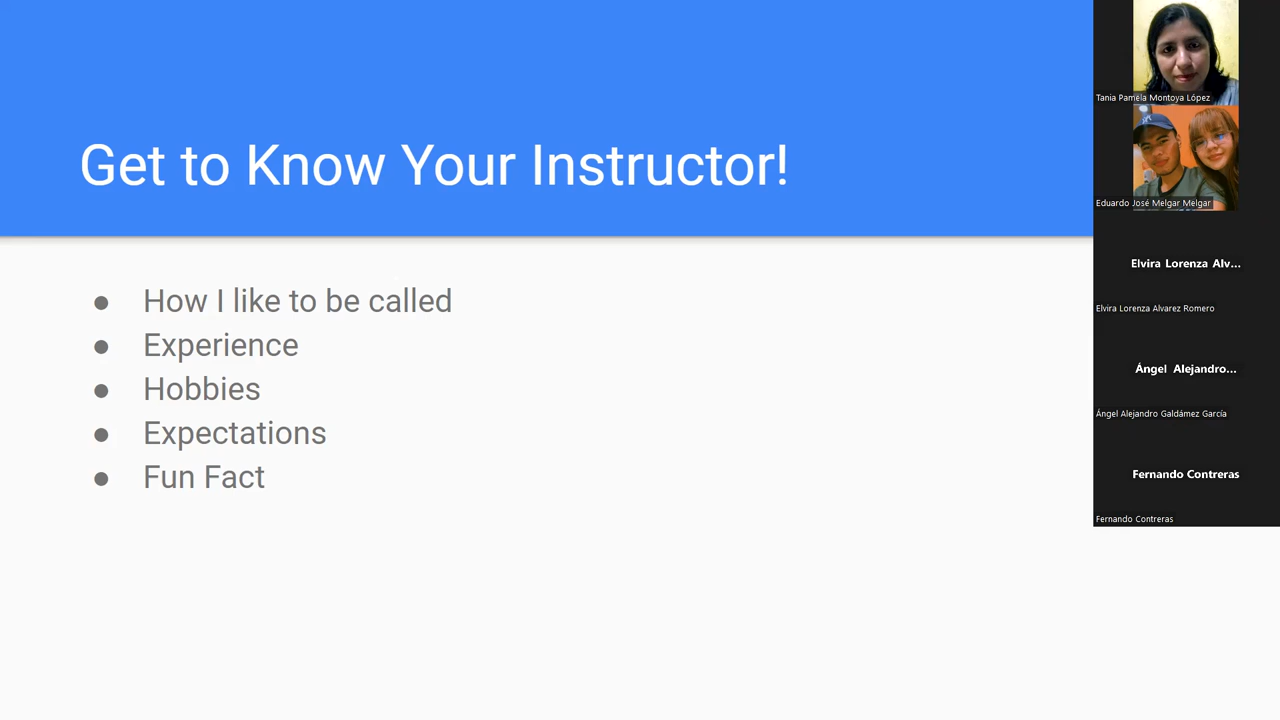 Get to Know Your Instructor!
● How I like to be called
● Experience
● Hobbies
● Expectations
● Fun Fact
Tania Pamela Montoya López
Eduardo José Melgar Melgar
Elvira Lorenza Alv...
Elvira Lorenza Alvarez Romero
Ángel Alejandro...
Ángel Alejandro Galdámez García
Fernando Contreras
Fernando Contreras